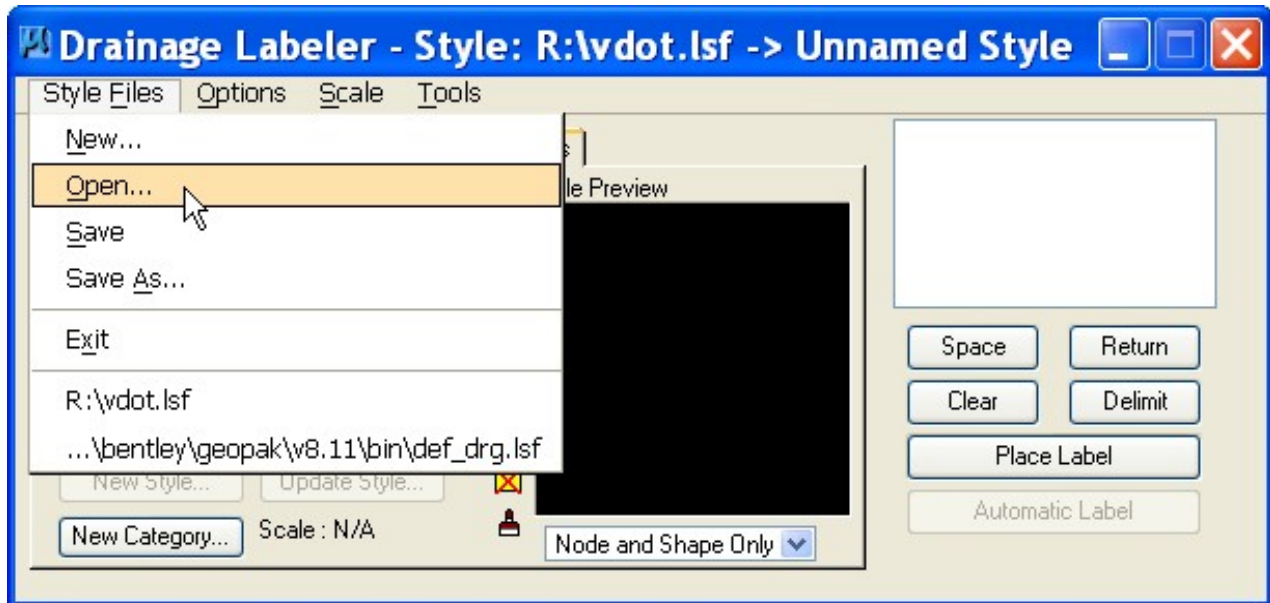 Drainage Labeler - Style: R:\vdot.lsf -> Unnamed Style
Style Files Options Scale Tools
New...
Open...
Save
Save As...
Exit
R:\vdot.lsf
...\bentley\geopak\v8.11\bin\def_drg.lsf
le Preview
New Style... Update Style...
New Category... Scale : N/A
Node and Shape Only
Space Return
Clear Delimit
Place Label
Automatic Label